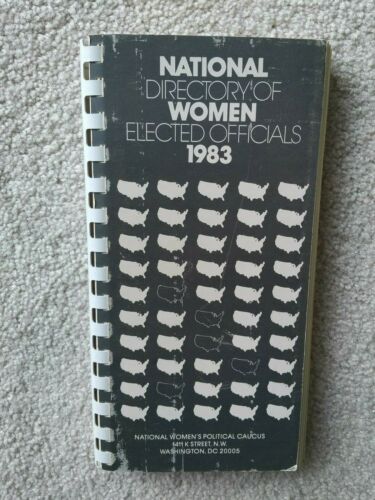 NATIONAL
DIRECTORY OF
WOMEN
ELECTED OFFICIALS
1983
NATIONAL WOMEN'S POLITICAL CAUCUS
1411 K STREET, N.W.
WASHINGTON, DC 20005